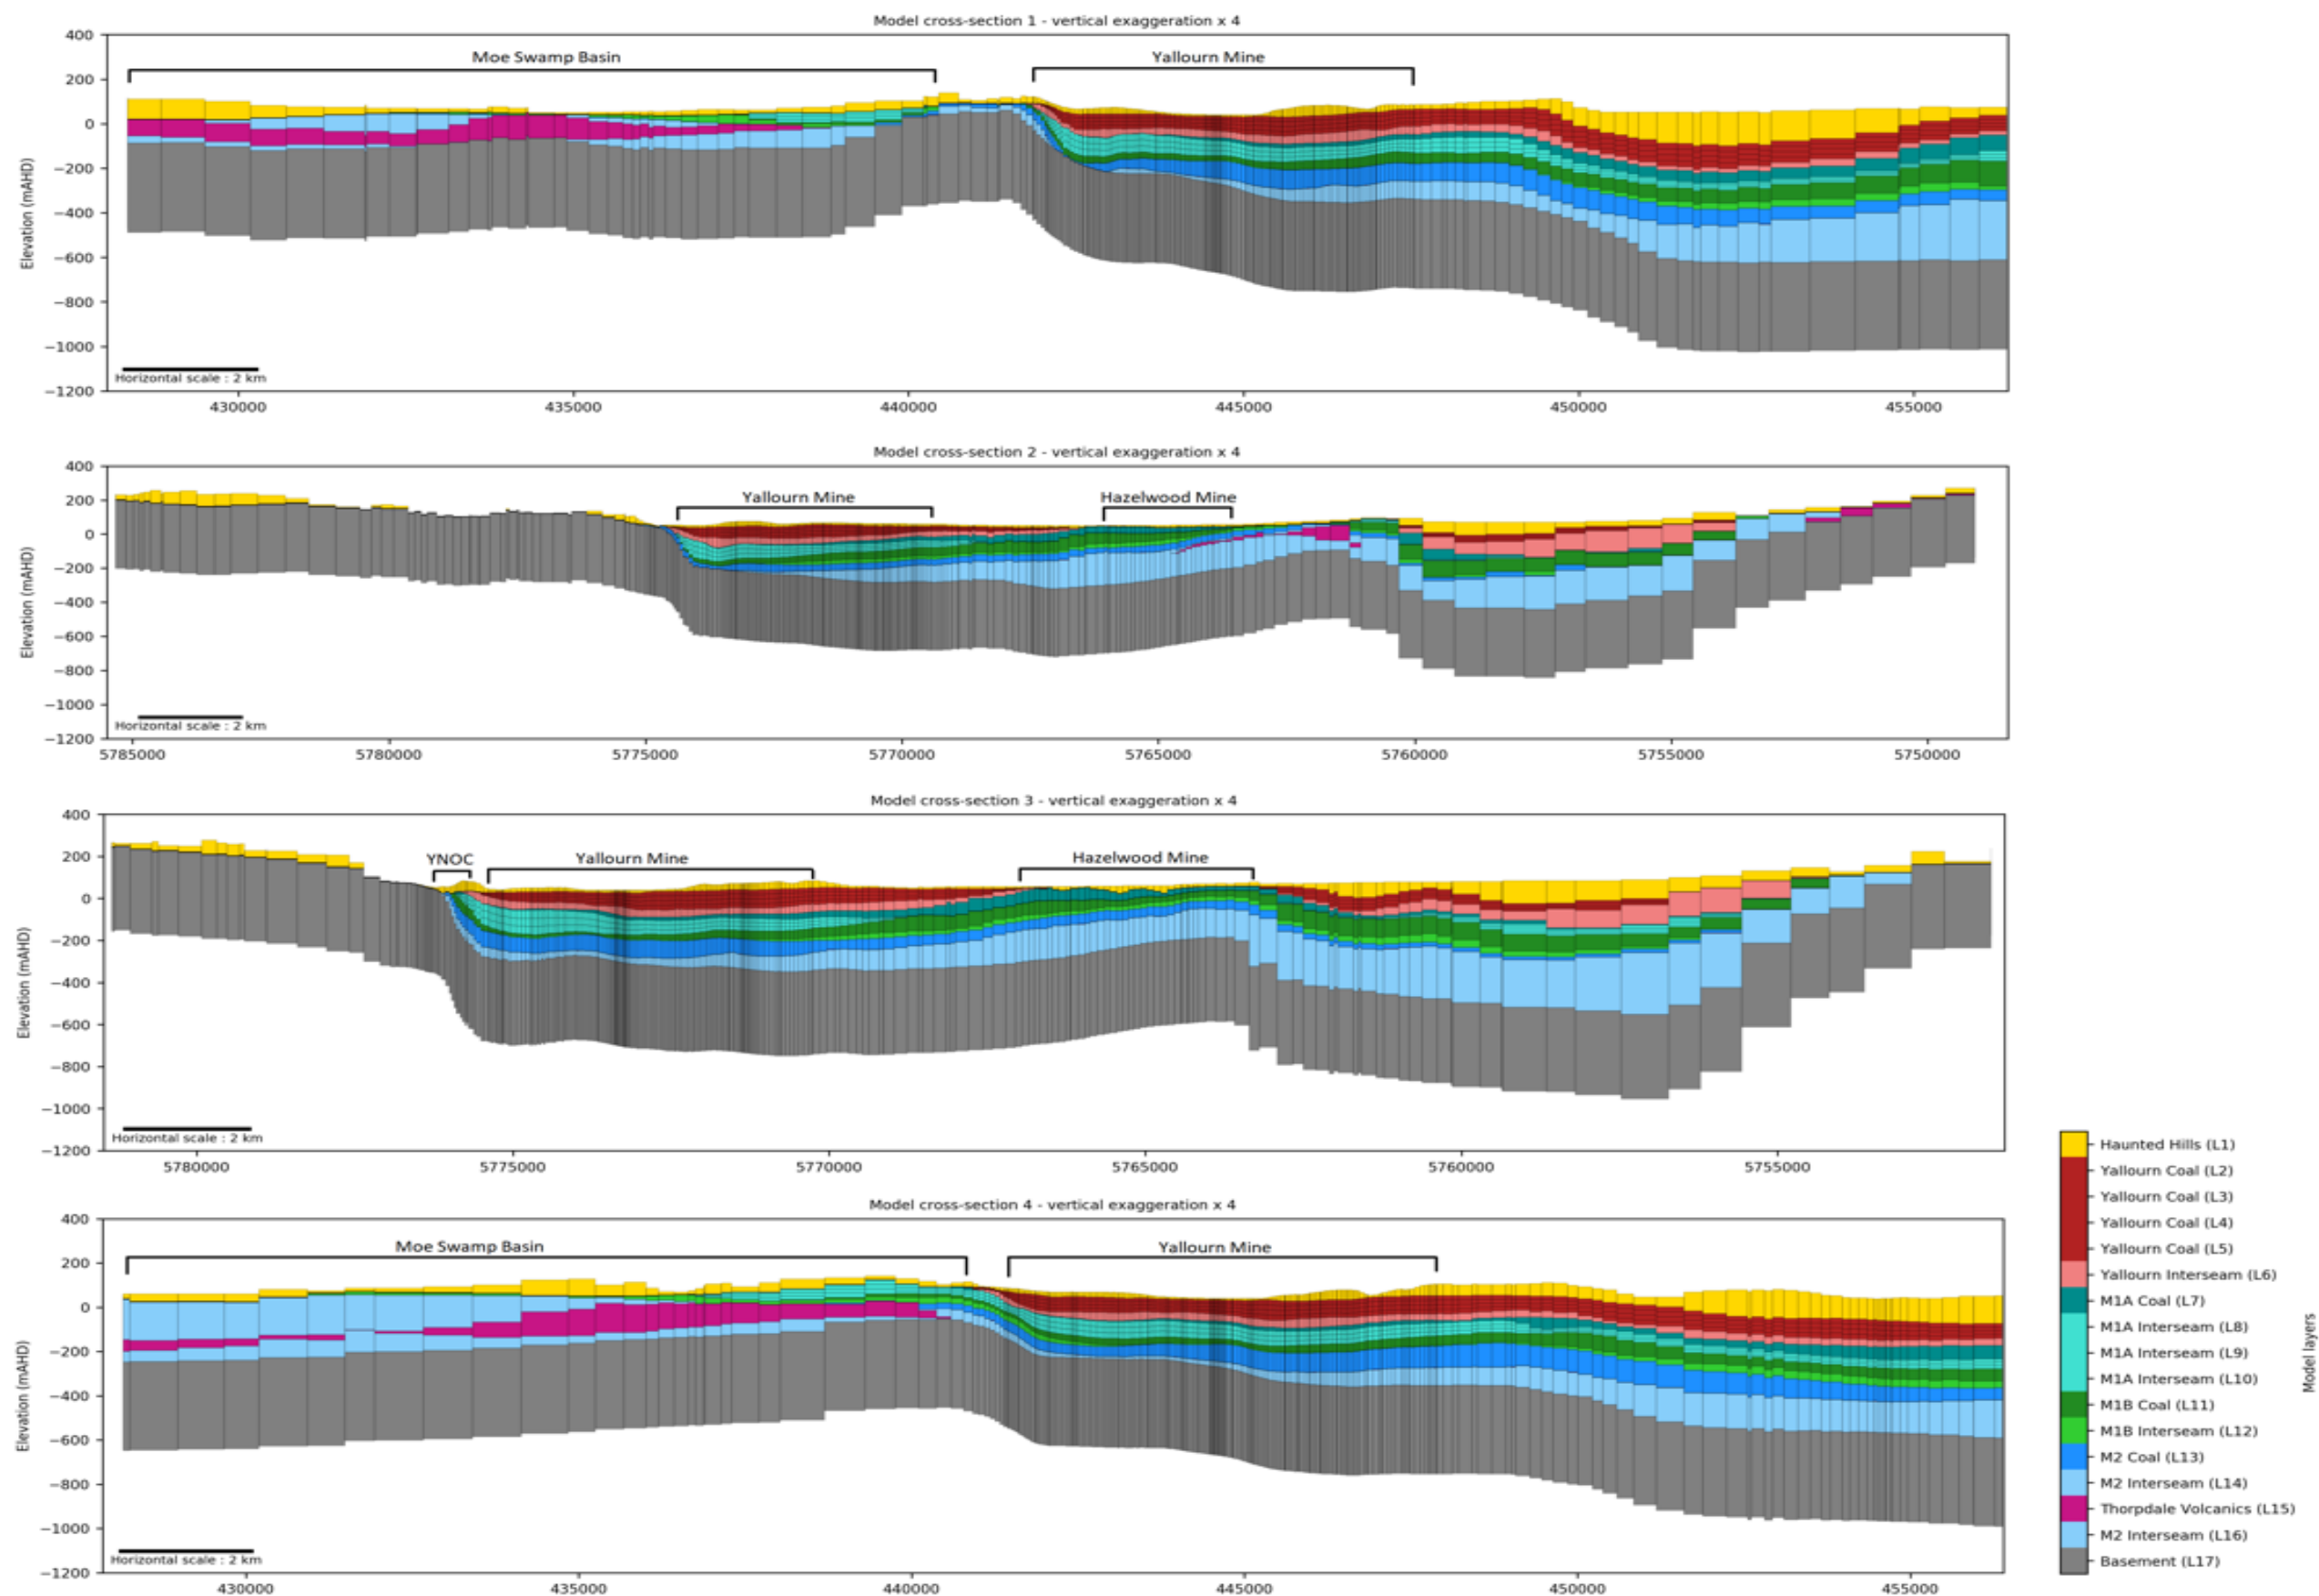 Model cross-section 1 - vertical exaggeration x 4
400
Moe Swamp Basin
Yallourn Mine
200
0
−200
−400
−600
−800
−1000
−1200
Elevation (mAHD)
Horizontal scale : 2 km
430000 435000 440000 445000 450000 455000
Model cross-section 2 - vertical exaggeration x 4
400
200
Yallourn Mine
Hazelwood Mine
0
−200
−400
−600
−800
−1000
−1200
Elevation (mAHD)
Horizontal scale : 2 km
5785000 5780000 5775000 5770000 5765000 5760000 5755000 5750000
Model cross-section 3 - vertical exaggeration x 4
400
200
YNOC
Yallourn Mine
Hazelwood Mine
0
−200
−400
−600
−800
−1000
−1200
Elevation (mAHD)
Horizontal scale : 2 km
5780000 5775000 5770000 5765000 5760000 5755000
Model cross-section 4 - vertical exaggeration x 4
400
Moe Swamp Basin
Yallourn Mine
200
0
−200
−400
−600
−800
−1000
−1200
Elevation (mAHD)
Horizontal scale : 2 km
430000 435000 440000 445000 450000 455000
Haunted Hills (L1)
Yallourn Coal (L2)
Yallourn Coal (L3)
Yallourn Coal (L4)
Yallourn Coal (L5)
Yallourn Interseam (L6)
M1A Coal (L7)
M1A Interseam (L8)
M1A Interseam (L9)
M1A Interseam (L10)
M1B Coal (L11)
M1B Interseam (L12)
M2 Coal (L13)
M2 Interseam (L14)
Thorpdale Volcanics (L15)
M2 Interseam (L16)
Basement (L17)
Model layers